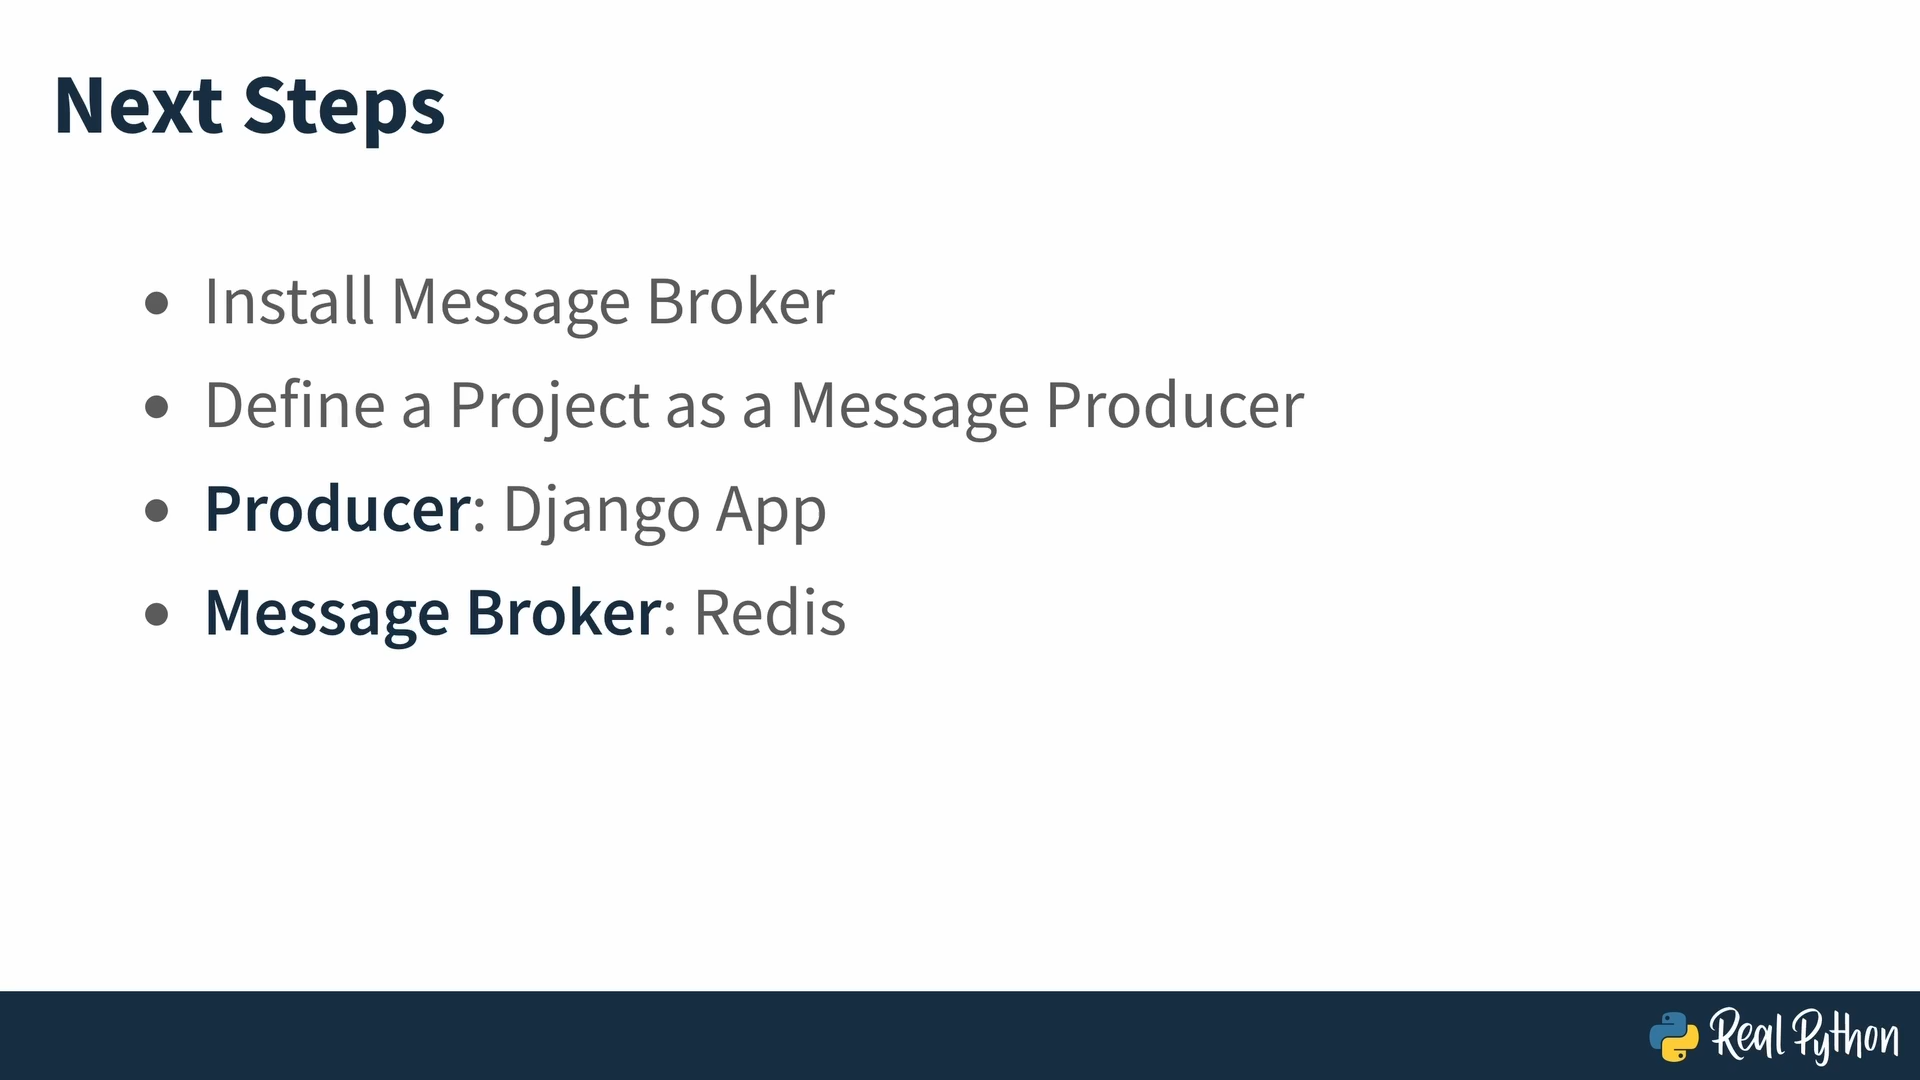 Next Steps
• Install Message Broker
• Define a Project as a Message Producer
• Producer: Django App
• Message Broker: Redis
Real Python